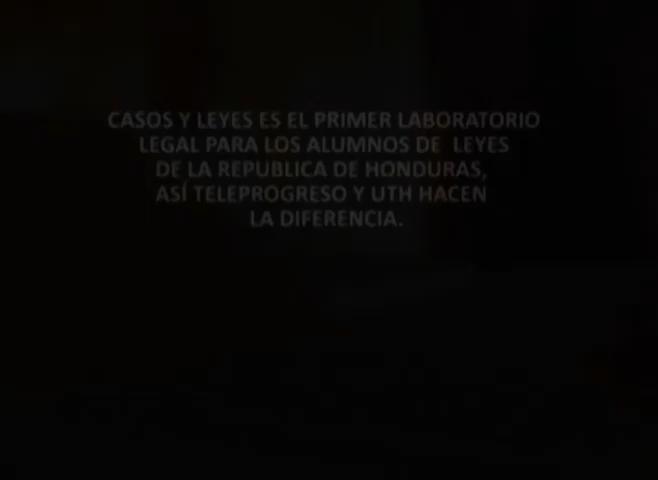 CASOS Y LEYES ES EL PRIMER LABORATORIO
LEGAL PARA LOS ALUMNOS DE LEYES
DE LA REPUBLICA DE HONDURAS,
ASÍ TELEPROGRESO Y UTH HACEN
LA DIFERENCIA.